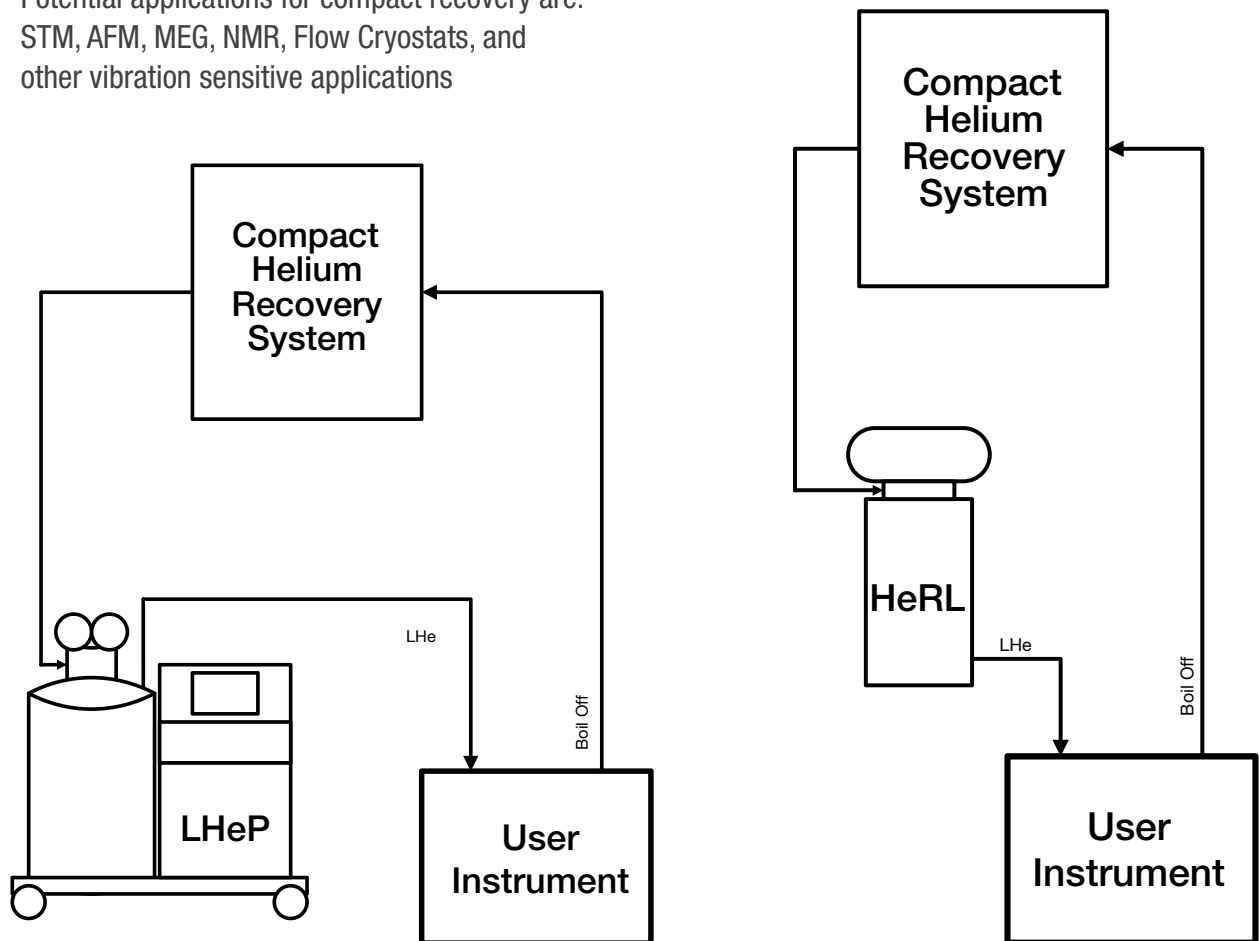 Potential applications for compact recovery are:
STM, AFM, MEG, NMR, Flow Cryostats, and
other vibration sensitive applications
Compact
Helium
Recovery
System
LHe
Boil Off
LHeP
User
Instrument
Compact
Helium
Recovery
System
HeRL
LHe
Boil Off
User
Instrument